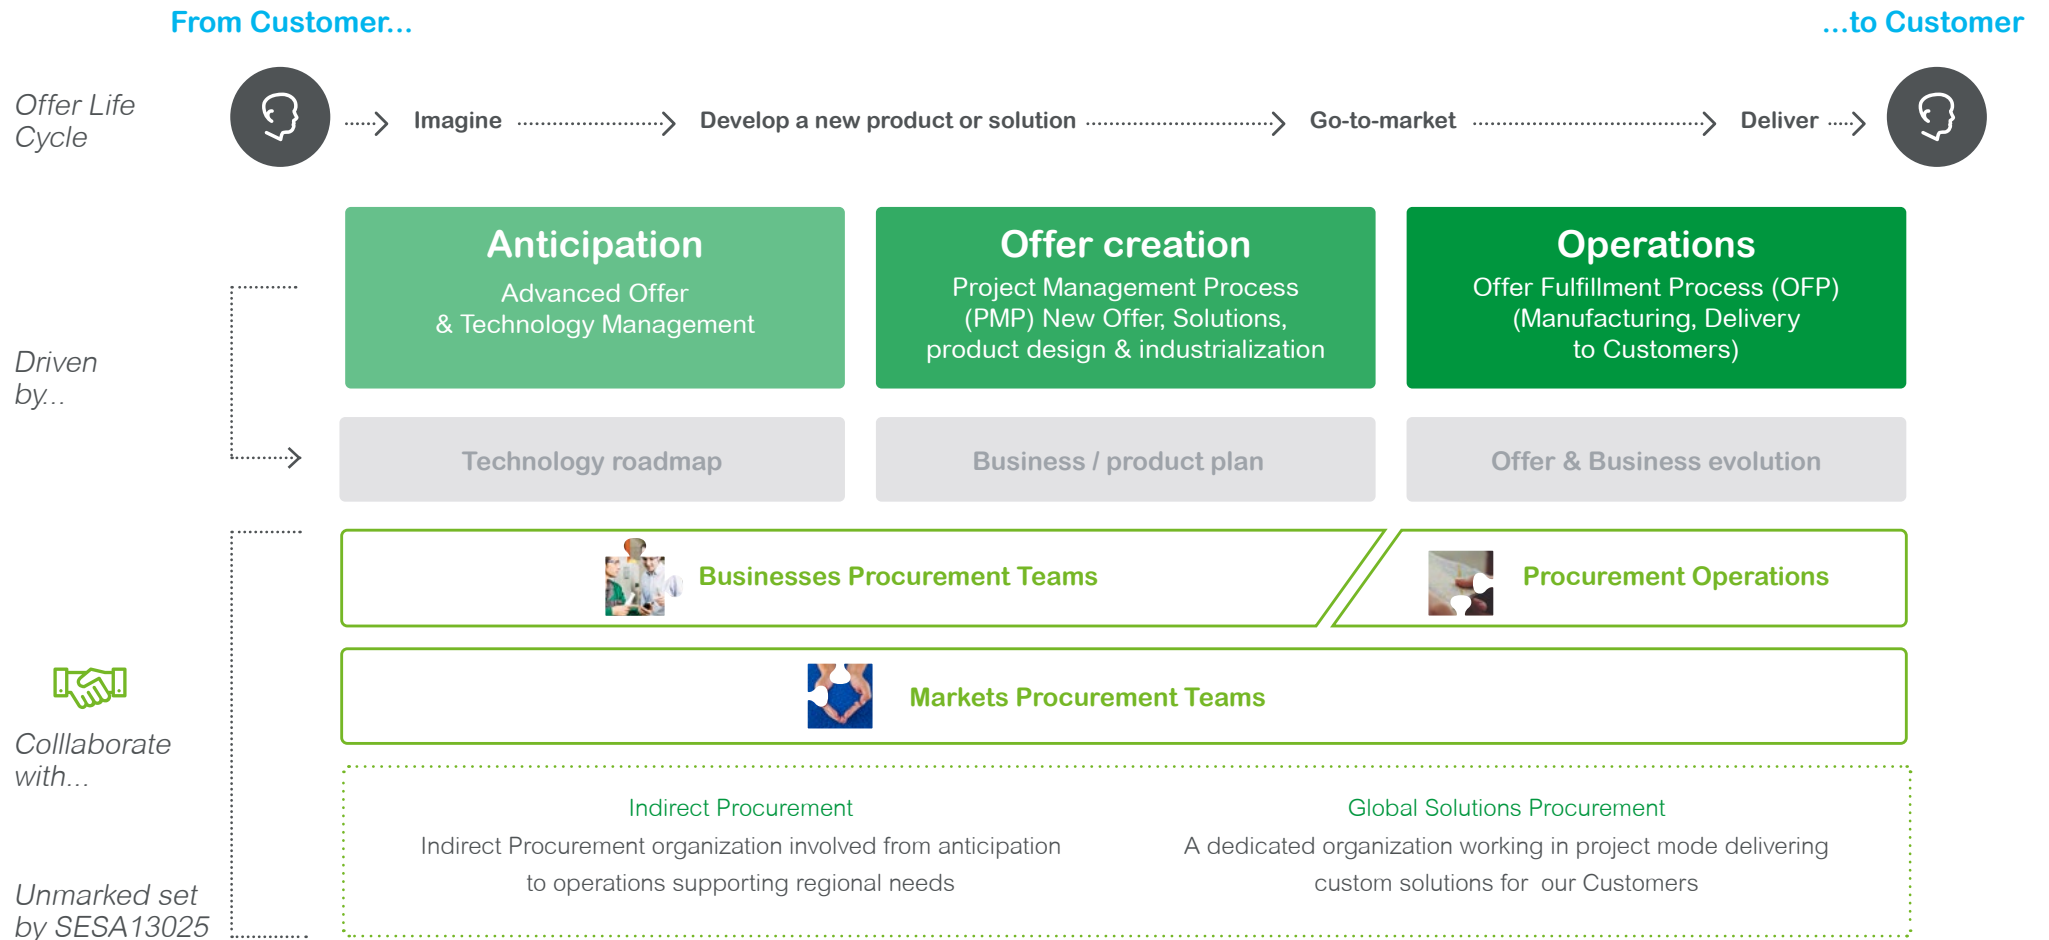 From Customer...
...to Customer
Offer Life
Cycle
Imagine
Develop a new product or solution
Go-to-market
Deliver
Anticipation
Advanced Offer
& Technology Management
Offer creation
Project Management Process
(PMP) New Offer, Solutions,
product design & industrialization
Operations
Offer Fulfillment Process (OFP)
(Manufacturing, Delivery
to Customers)
Driven
by...
Technology roadmap
Business / product plan
Offer & Business evolution
Businesses Procurement Teams
Procurement Operations
Markets Procurement Teams
Colllaborate
with...
Indirect Procurement
Indirect Procurement organization involved from anticipation
to operations supporting regional needs
Global Solutions Procurement
A dedicated organization working in project mode delivering
custom solutions for our Customers
Unmarked set
by SESA13025